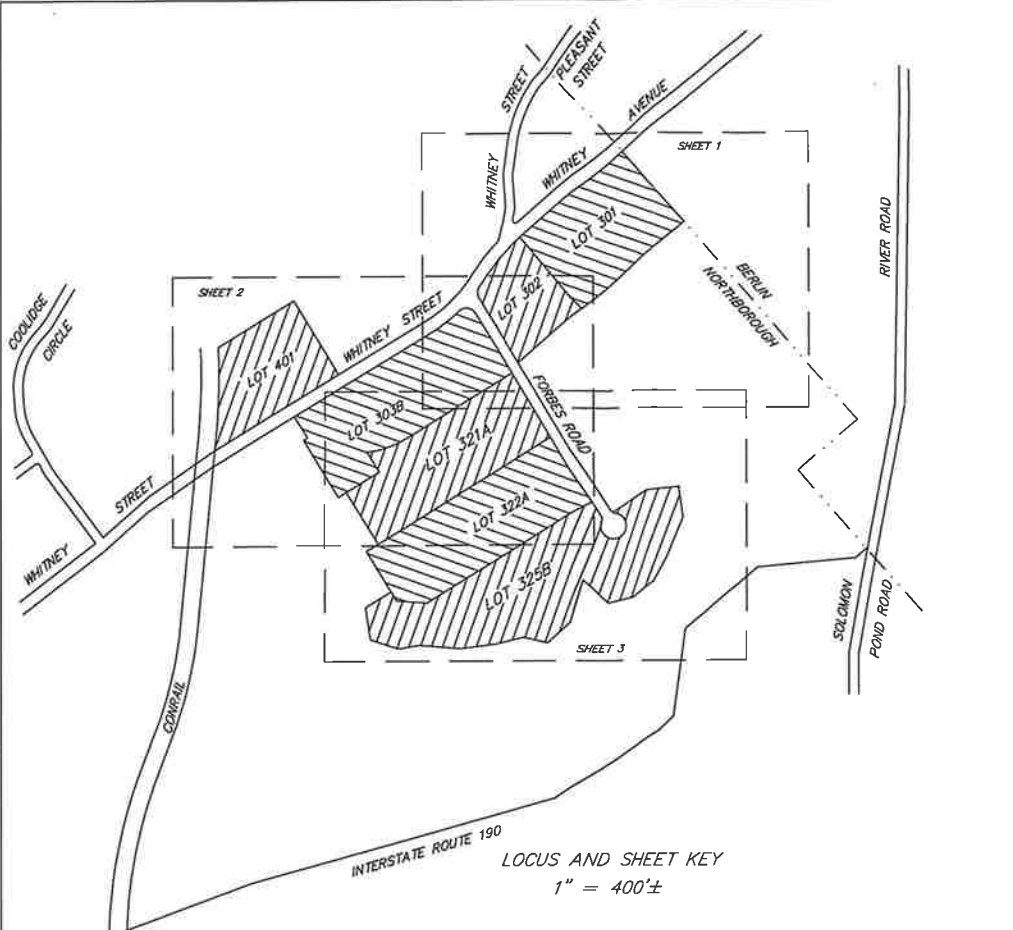 PLEASANT
STREET
STREET
WHITNEY
WHITNEY
AVENUE
SHEET 1
LOT 301
RIVER ROAD
BERLIN
NORTHBOROUGH
SHEET 2
LOT 302
COOLIDGE
CIRCLE
WHITNEY STREET
LOT 401
FORBES ROAD
LOT 303B
LOT 321A
STREET
WHITNEY
LOT 322A
LOT 325B
SOLOMON
POND ROAD
SHEET 3
CONRAIL
INTERSTATE ROUTE 190
LOCUS AND SHEET KEY
1" = 400'±